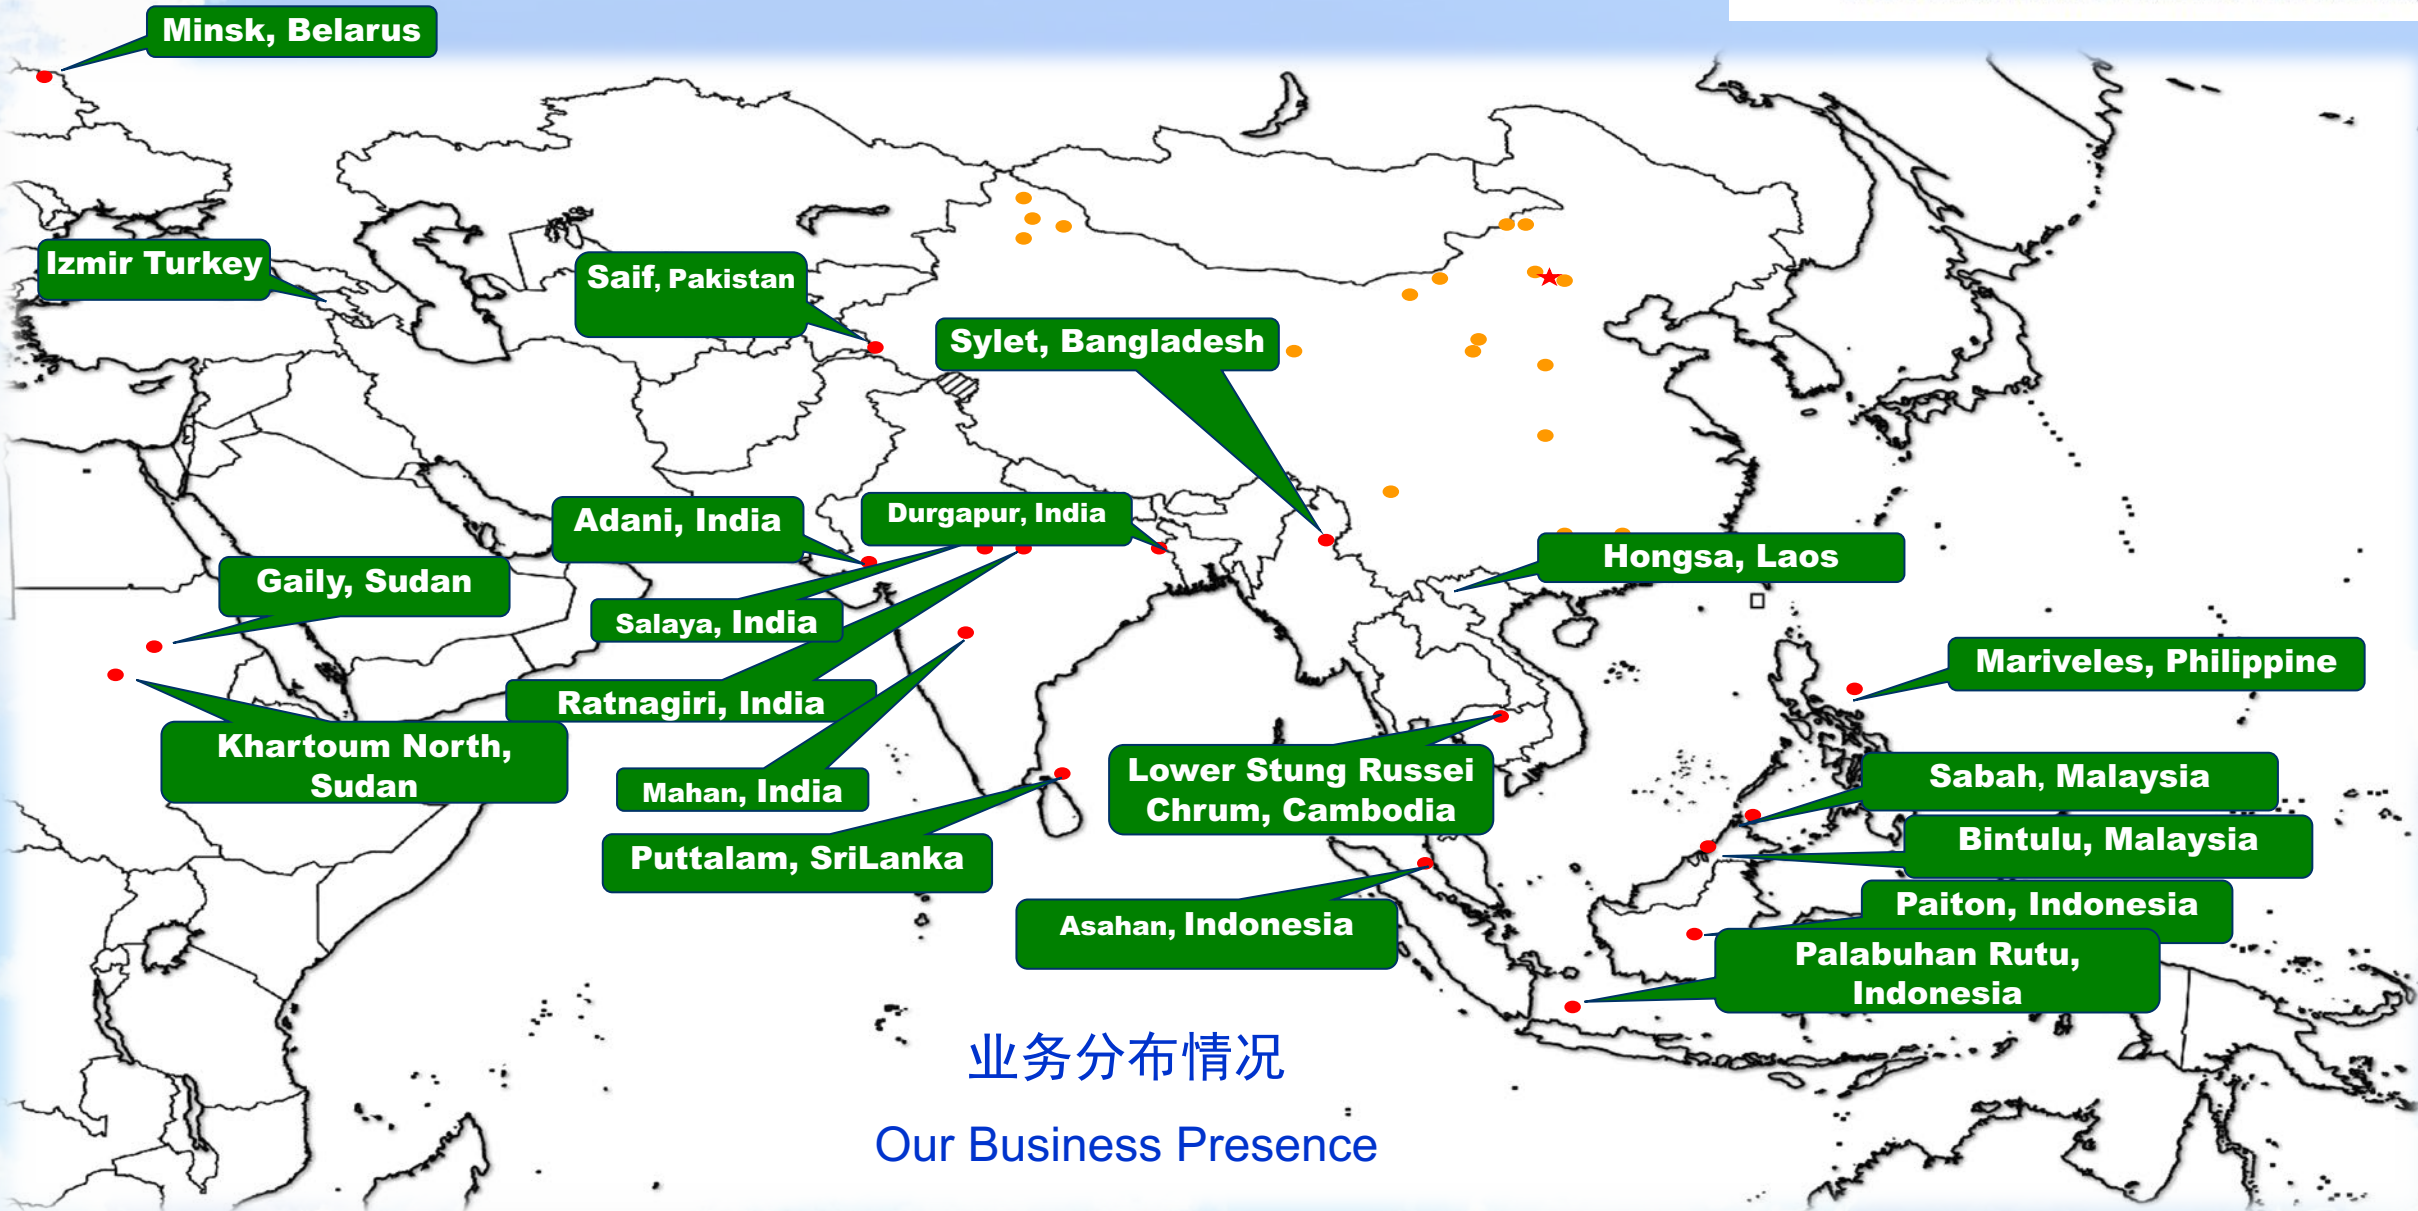 Minsk, Belarus
Izmir Turkey
Saif, Pakistan
Sylet, Bangladesh
Adani, India
Durgapur, India
Hongsa, Laos
Gaily, Sudan
Salaya, India
Mariveles, Philippine
Ratnagiri, India
Khartoum North,
Sudan
Mahan, India
Lower Stung Russei
Chrum, Cambodia
Sabah, Malaysia
Bintulu, Malaysia
Puttalam, SriLanka
Asahan, Indonesia
Paiton, Indonesia
Palabuhan Rutu,
Indonesia
业务分布情况
Our Business Presence